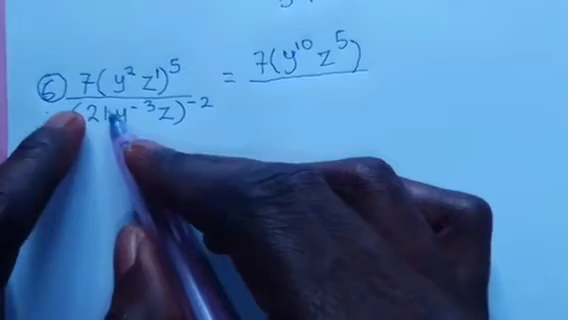 ⑥ 7(y²z¹)⁵ / (21y⁻³z)⁻² = 7(y¹⁰z⁵)